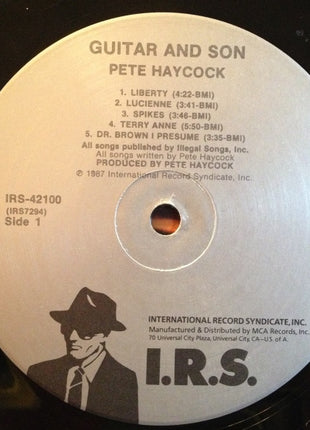 GUITAR AND SON
PETE HAYCOCK
1. LIBERTY (4:22-BMI)
2. LUCIENNE (3:41-BMI)
3. SPIKES (3:46-BMI)
4. TERRY ANNE (5:50-BMI)
5. DR. BROWN I PRESUME (3:35-BMI)
All songs published by Illegal Songs, Inc.
All songs written by Pete Haycock
PRODUCED BY PETE HAYCOCK
℗ 1987 International Record Syndicate, Inc.
IRS-42100
(IRS7294)
Side 1
INTERNATIONAL RECORD SYNDICATE, INC.
Manufactured & Distributed by MCA Records, Inc.
70 Universal City Plaza, Universal City, CA-U.S. of A.
I.R.S.